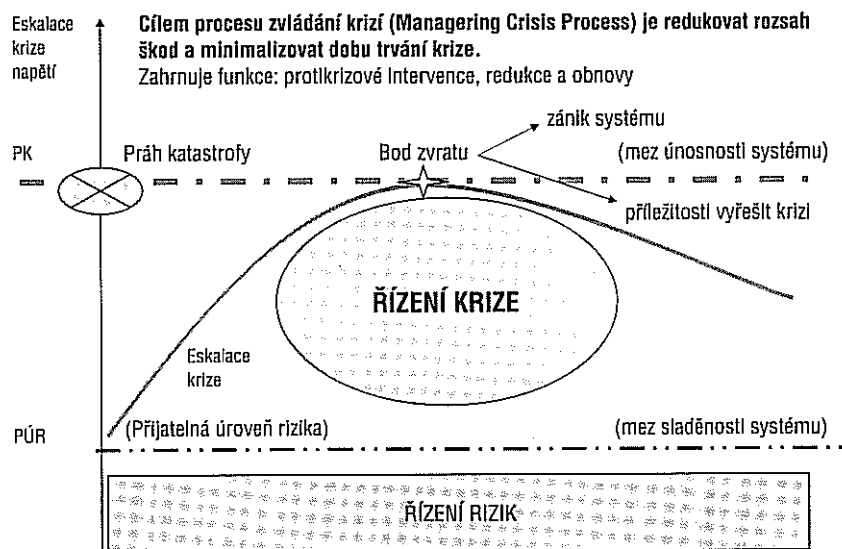 Eskalace
krize
napětí
Cílem procesu zvládání krizí (Managering Crisis Process) je redukovat rozsah
škod a minimalizovat dobu trvání krize.
Zahrnuje funkce: protikrizové intervence, redukce a obnovy
zánik systému
PK
Práh katastrofy
Bod zvratu
(mez únosnosti systému)
příležitosti vyřešit krizi
ŘÍZENÍ KRIZE
Eskalace
krize
PÚR
(Přijatelná úroveň rizika)
(mez sladěnosti systému)
ŘÍZENÍ RIZIK